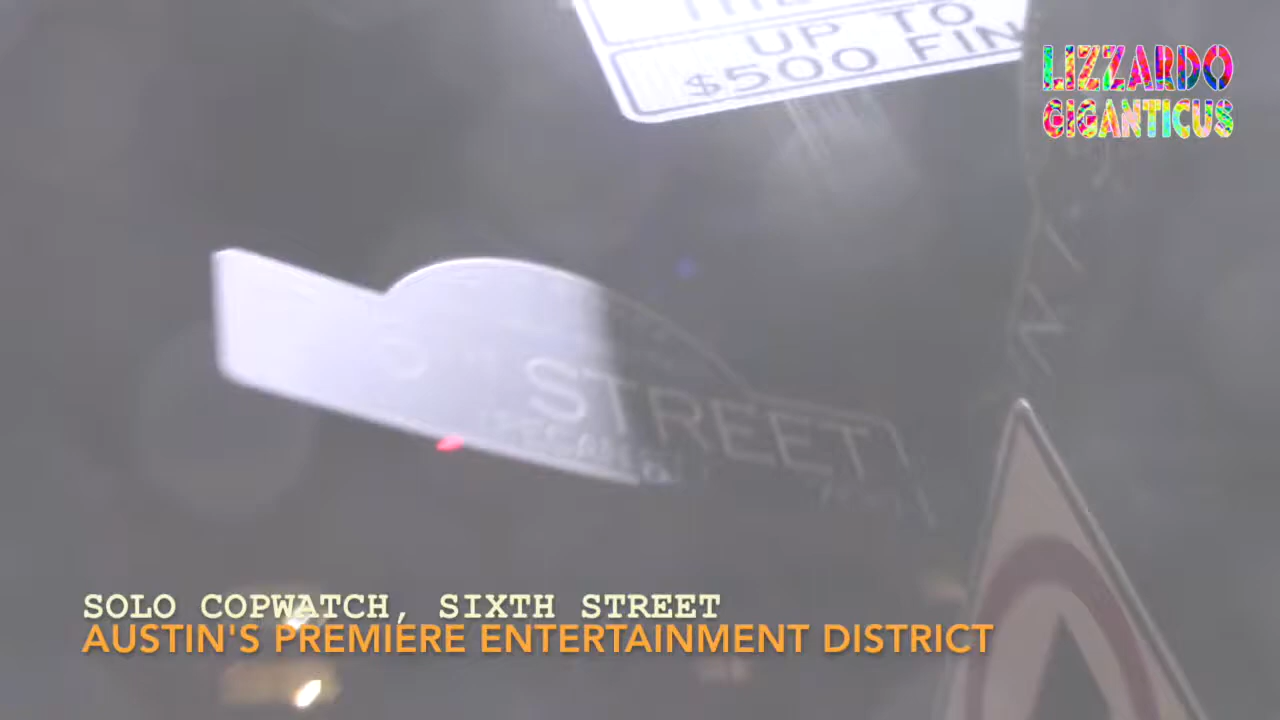 UP TO
$500 FIN
LIZZARDO
GIGANTICUS
STREET
SOLO COPWATCH, SIXTH STREET
AUSTIN'S PREMIERE ENTERTAINMENT DISTRICT